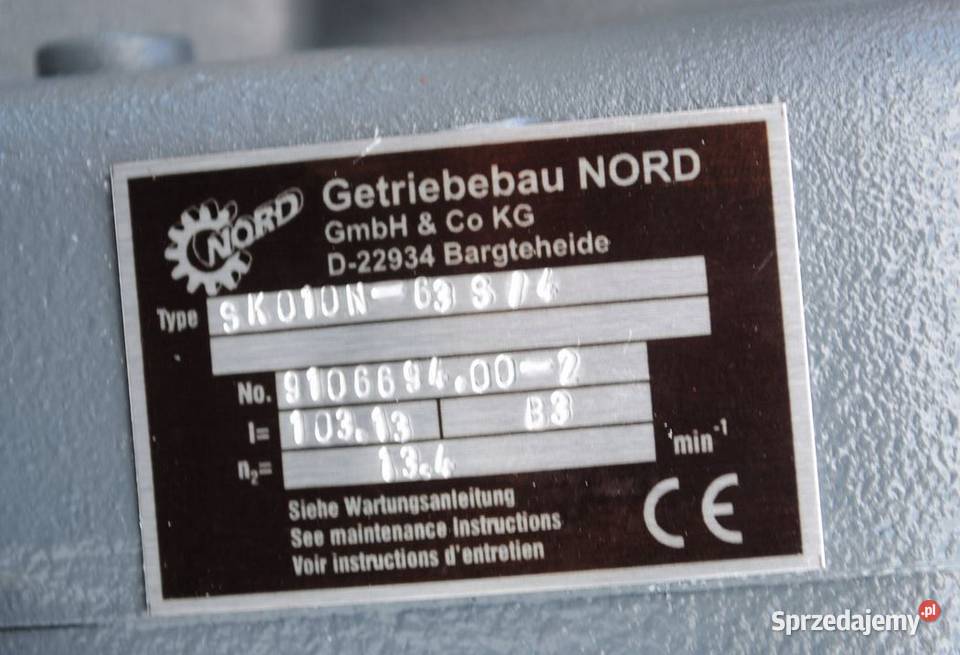 NORD
Getriebebau NORD
GmbH & Co KG
D-22934 Bargteheide
Type SK010N-63 S/4
No. 9106694.00-2
I= 103.13 B3
n2= 13.4 min-1
Siehe Wartungsanleitung
See maintenance Instructions
Voir instructions d'entretien
CE
Sprzedajemy.pl